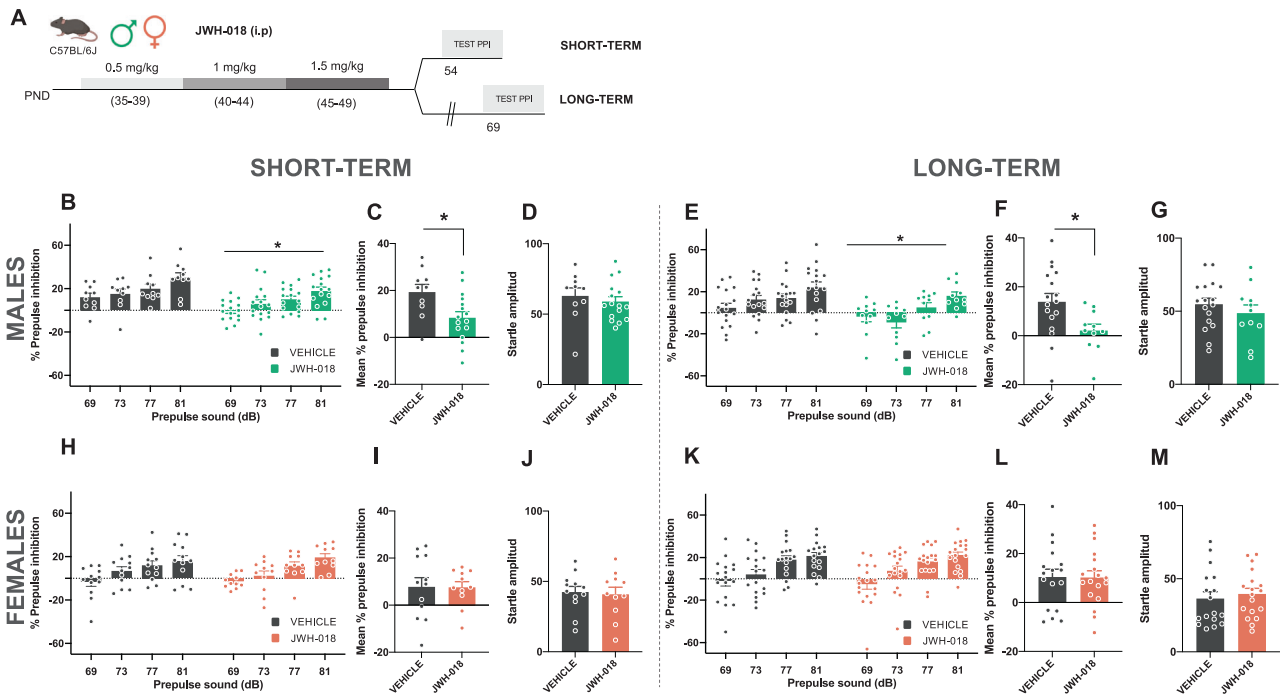 A
C57BL/6J
JWH-018 (i.p)
0.5 mg/kg
1 mg/kg
1.5 mg/kg
PND
(35-39)
(40-44)
(45-49)
TEST PPI
SHORT-TERM
54
TEST PPI
LONG-TERM
69
SHORT-TERM
LONG-TERM
MALES
B
% Prepulse inhibition
60
20
-20
-60
VEHICLE
JWH-018
*
69 73 77 81 69 73 77 81
Prepulse sound (dB)
C
Mean % prepulse inhibition
40
20
0
-20
*
VEHICLE
JWH-018
D
Startle amplitud
100
50
0
VEHICLE
JWH-018
E
% Prepulse inhibition
60
20
-20
-60
VEHICLE
JWH-018
*
69 73 77 81 69 73 77 81
Prepulse sound (dB)
F
Mean % prepulse inhibition
40
20
0
-20
*
VEHICLE
JWH-018
G
Startle amplitud
100
50
0
VEHICLE
JWH-018
FEMALES
H
% Prepulse inhibition
60
20
-20
-60
VEHICLE
JWH-018
69 73 77 81 69 73 77 81
Prepulse sound (dB)
I
Mean % prepulse inhibition
40
20
0
-20
VEHICLE
JWH-018
J
Startle amplitud
100
50
0
VEHICLE
JWH-018
K
% Prepulse inhibition
60
20
-20
-60
VEHICLE
JWH-018
69 73 77 81 69 73 77 81
Prepulse sound (dB)
L
Mean % prepulse inhibition
40
20
0
-20
VEHICLE
JWH-018
M
Startle amplitud
100
50
0
VEHICLE
JWH-018